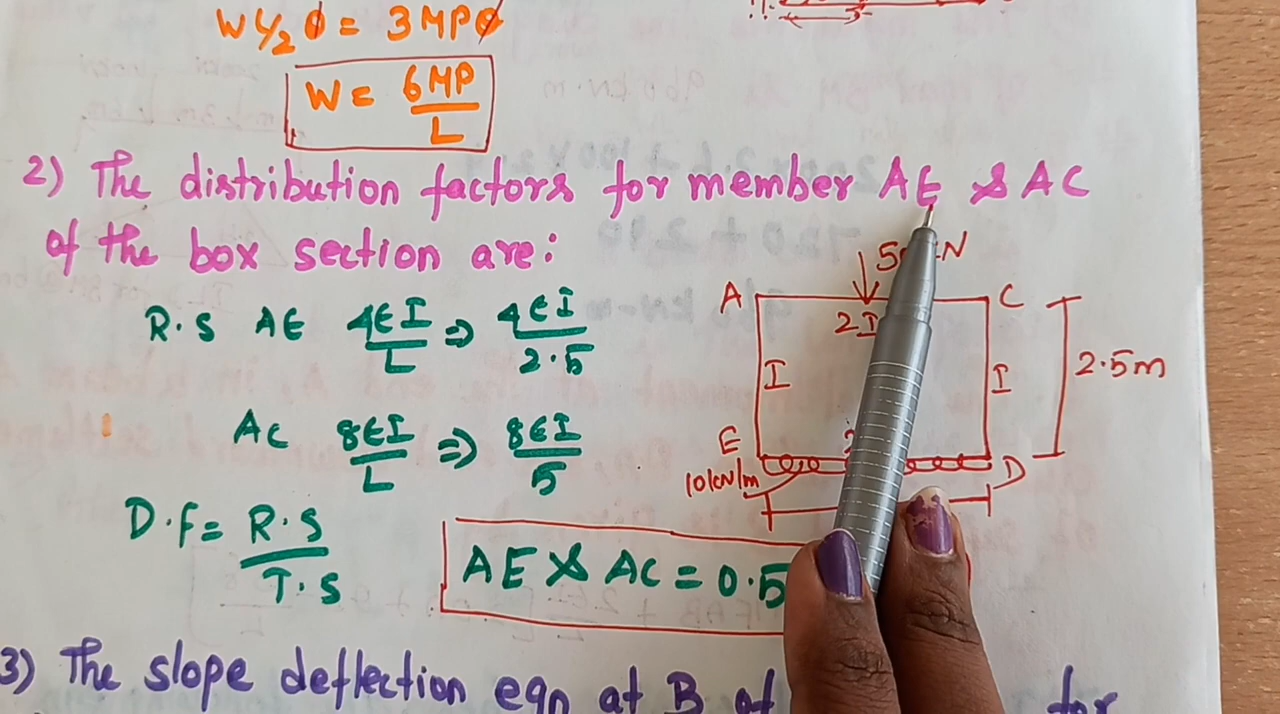 W L/2 θ = 3MPθ
W = 6MP/L
2) The distribution factors for member AE & AC
of the box section are:
R.S AE 4EI/L ⇒ 4EI/2.5
AC 8EI/L ⇒ 8EI/5
D.F = R.S/T.S
AE & AC = 0.5
A
C
2I
I
I
2.5m
E
D
10kN/m
3) The slope deflection eqn at B of
for